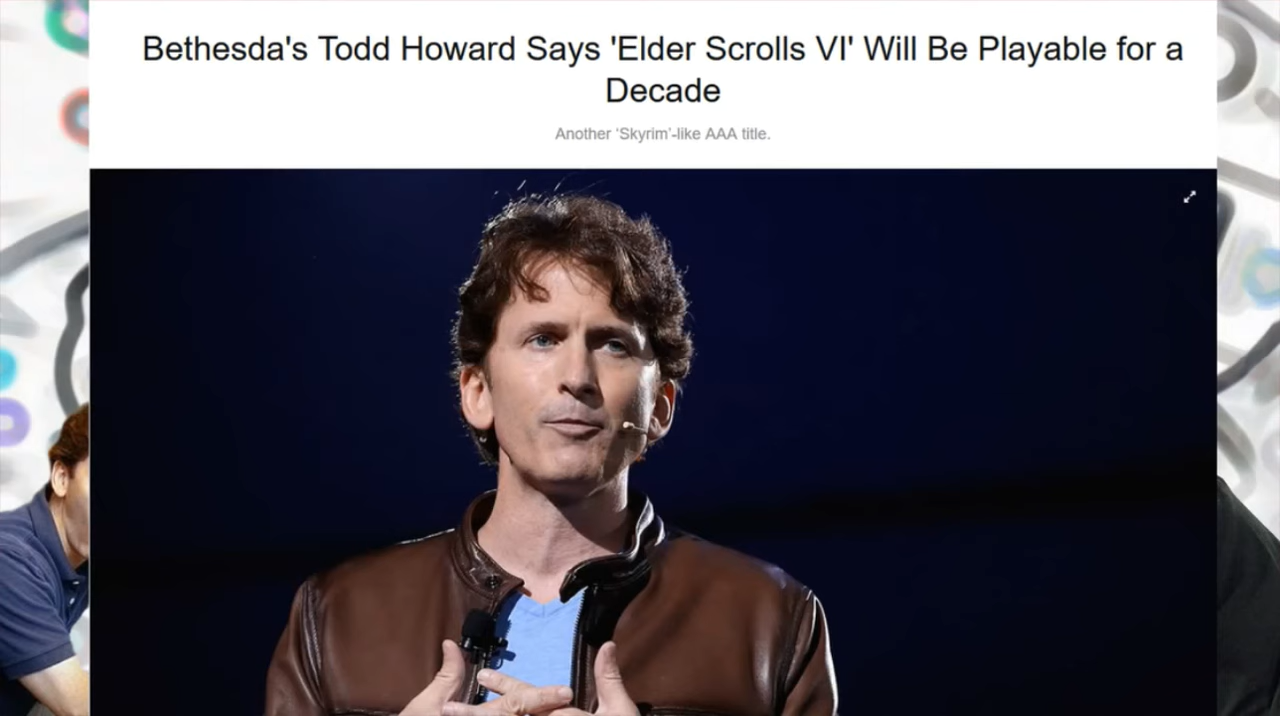 Bethesda's Todd Howard Says 'Elder Scrolls VI' Will Be Playable for a
Decade
Another ‘Skyrim’-like AAA title.